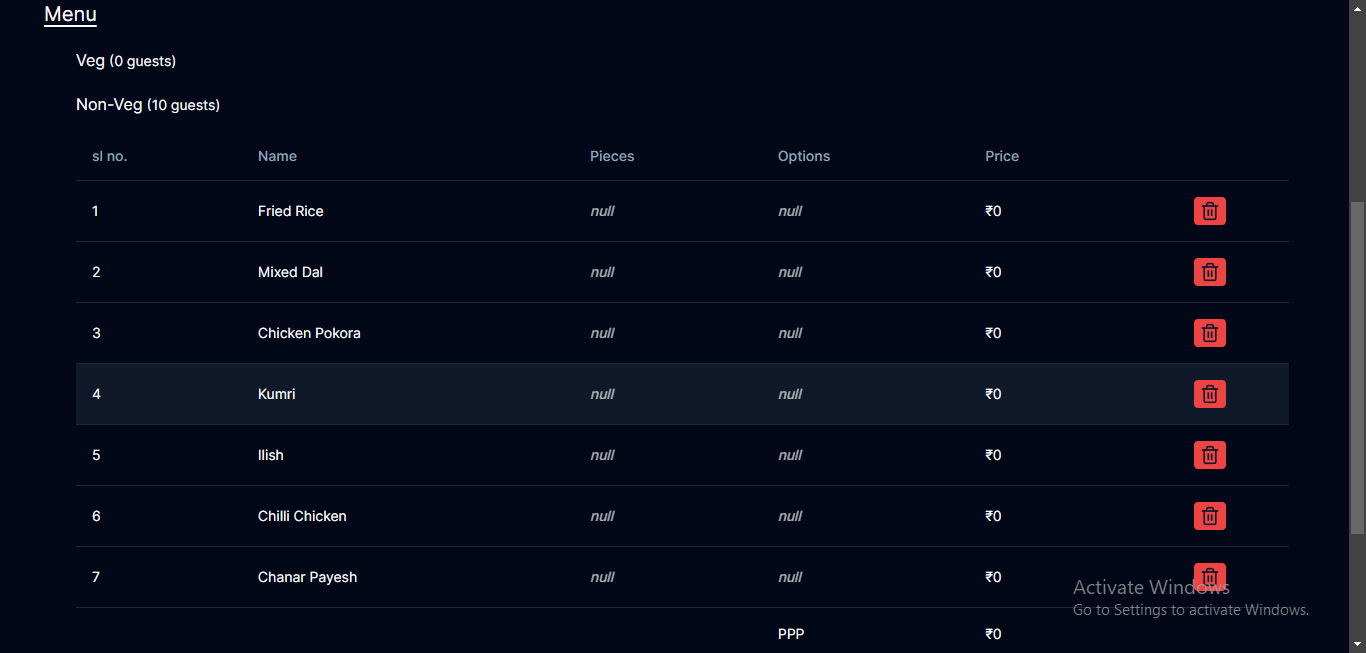 Menu
Veg (0 guests)
Non-Veg (10 guests)
sl no. Name Pieces Options Price
1 Fried Rice null null ₹0
2 Mixed Dal null null ₹0
3 Chicken Pokora null null ₹0
4 Kumri null null ₹0
5 Ilish null null ₹0
6 Chilli Chicken null null ₹0
7 Chanar Payesh null null ₹0
Activate Windows
Go to Settings to activate Windows.
PPP ₹0